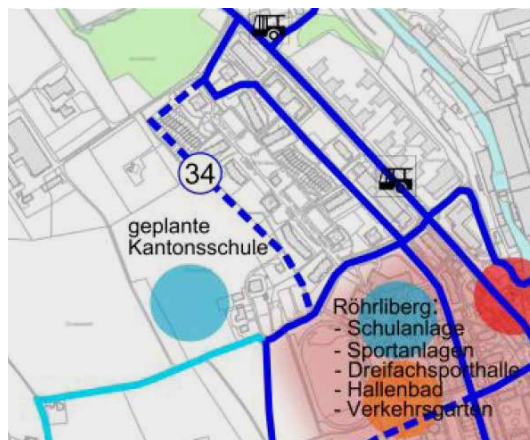 34
geplante
Kantonsschule
Röhrliberg:
- Schulanlage
- Sportanlagen
- Dreifachsporthalle
- Hallenbad
- Verkehrsgarten